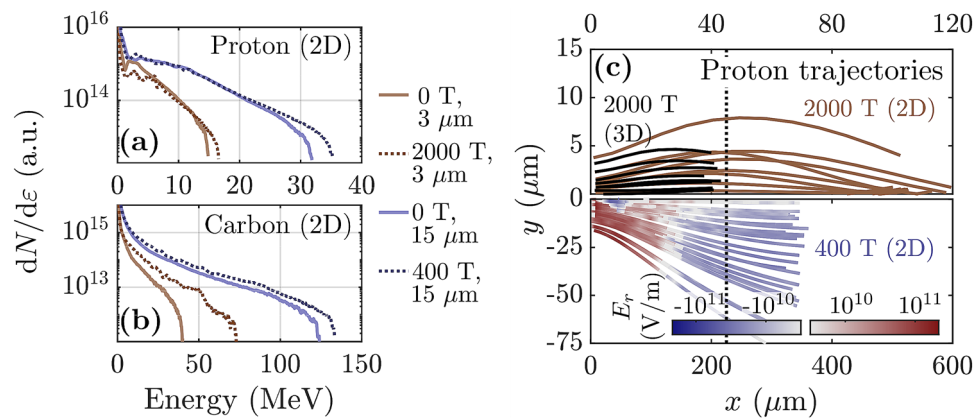 10^16
10^14
Proton (2D)
(a)
0 10 20 30 40
10^15
10^13
Carbon (2D)
(b)
0 50 100 150
Energy (MeV)
dN/dε (a.u.)
0 T,
3 μm
2000 T,
3 μm
0 T,
15 μm
400 T,
15 μm
0 40 80 120
15
10
5
0
(c) Proton trajectories
2000 T
(3D)
2000 T (2D)
0
-25
-50
-75
400 T (2D)
-10^11 -10^10 10^10 10^11
E_r
(V/m)
y (μm)
0 200 400 600
x (μm)